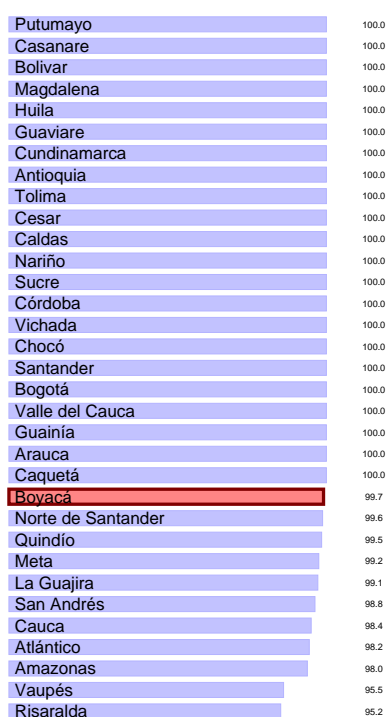 Putumayo 100.0
Casanare 100.0
Bolivar 100.0
Magdalena 100.0
Huila 100.0
Guaviare 100.0
Cundinamarca 100.0
Antioquia 100.0
Tolima 100.0
Cesar 100.0
Caldas 100.0
Nariño 100.0
Sucre 100.0
Córdoba 100.0
Vichada 100.0
Chocó 100.0
Santander 100.0
Bogotá 100.0
Valle del Cauca 100.0
Guainía 100.0
Arauca 100.0
Caquetá 100.0
Boyacá 99.7
Norte de Santander 99.6
Quindío 99.5
Meta 99.2
La Guajira 99.1
San Andrés 98.8
Cauca 98.4
Atlántico 98.2
Amazonas 98.0
Vaupés 95.5
Risaralda 95.2